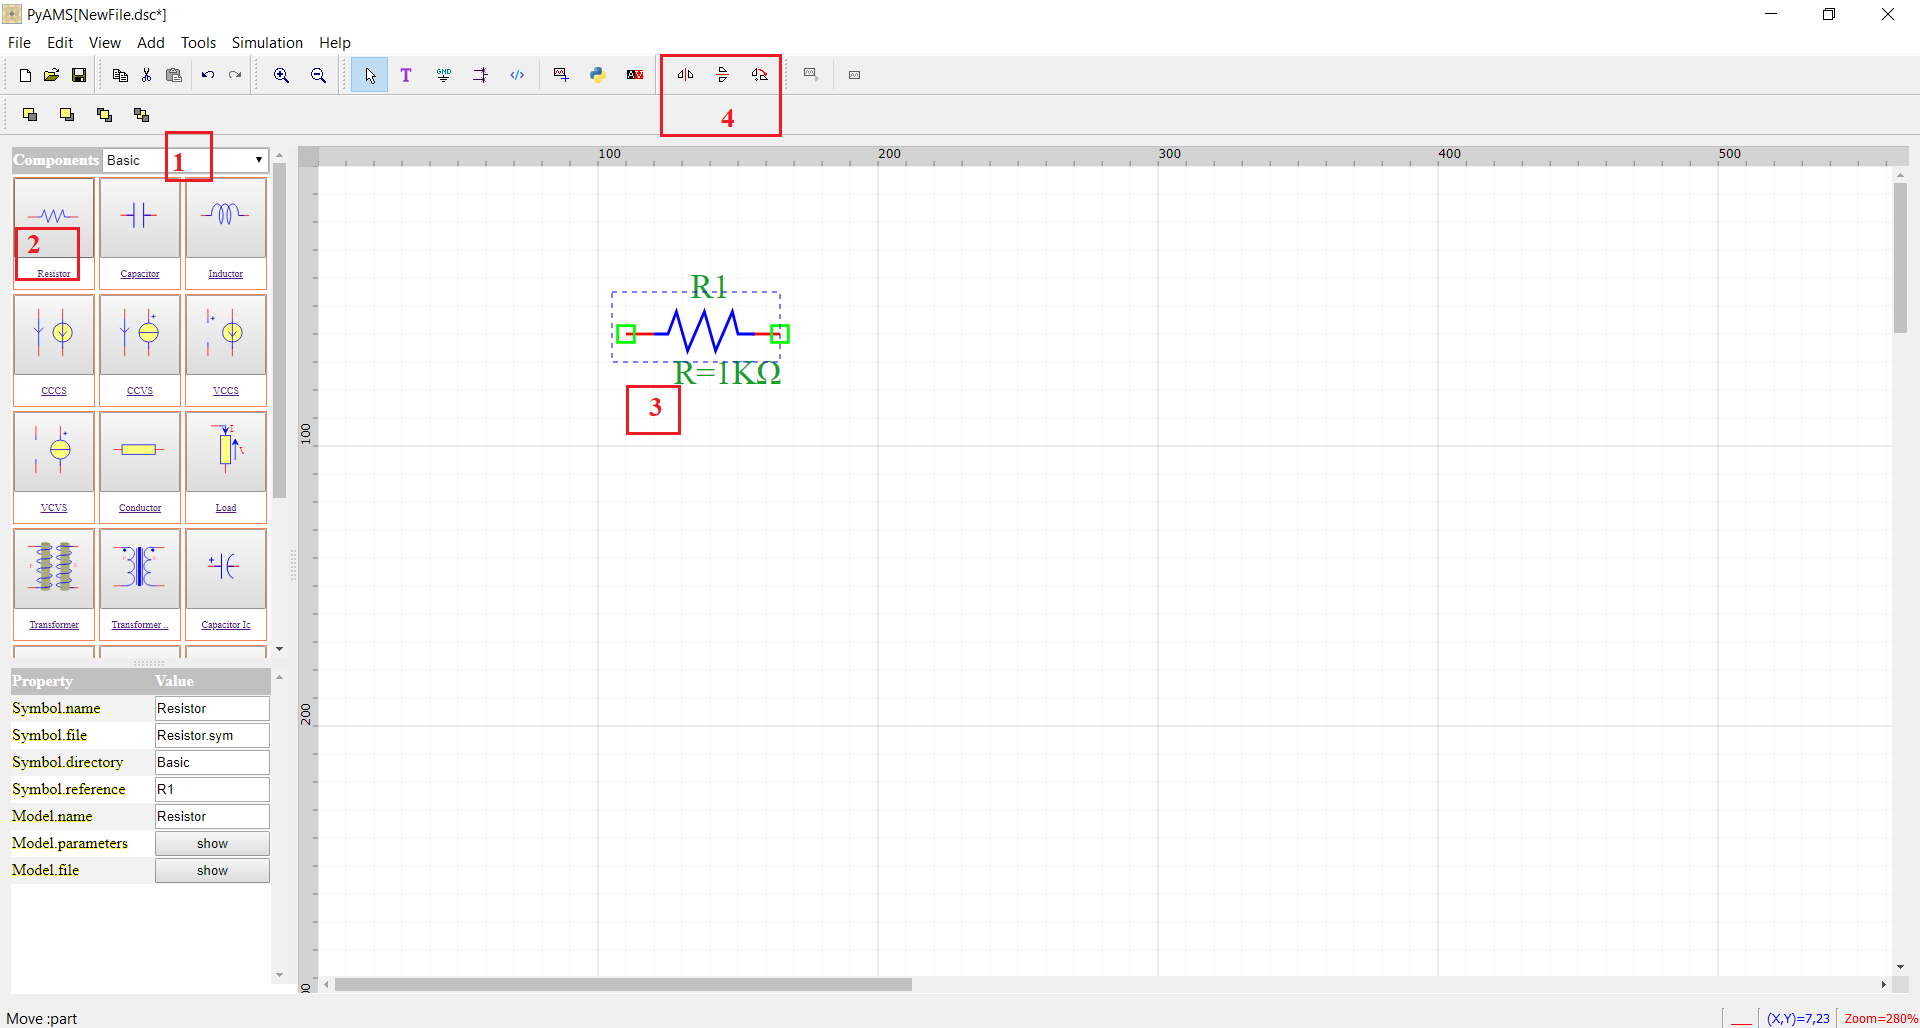 PyAMS[NewFile.dsc*]
File Edit View Add Tools Simulation Help
T GND </> AV
4
Components Basic 1
100 200 300 400 500
2
Resistor Capacitor Inductor
CCCS CCVS VCCS
VCVS Conductor Load
Transformer Transformer .. Capacitor Ic
R1
R=1KΩ
3
100
200
Property Value
Symbol.name Resistor
Symbol.file Resistor.sym
Symbol.directory Basic
Symbol.reference R1
Model.name Resistor
Model.parameters show
Model.file show
Move :part (X,Y)=7,23 Zoom=280%